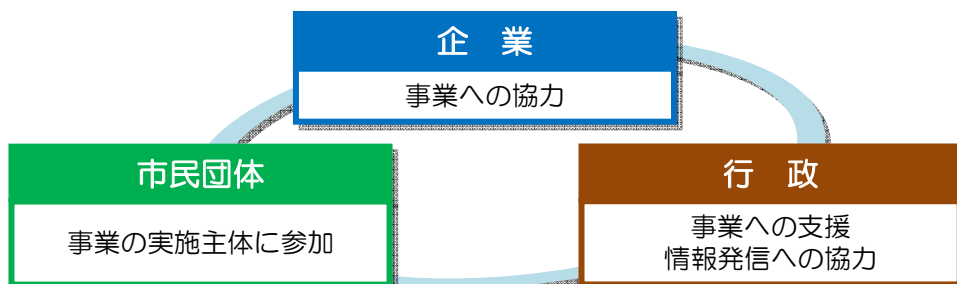 企　業
事業への協力
市民団体
事業の実施主体に参加
行　政
事業への支援
情報発信への協力